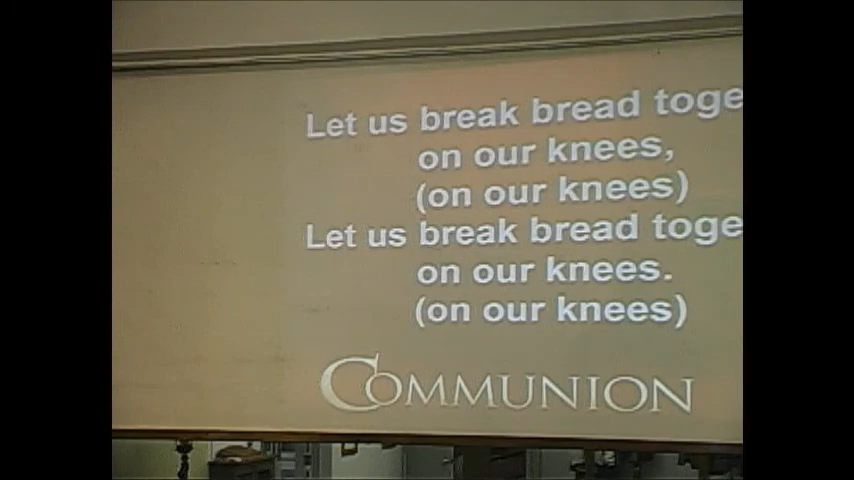 Let us break bread toge
on our knees,
(on our knees)
Let us break bread toge
on our knees.
(on our knees)
COMMUNION